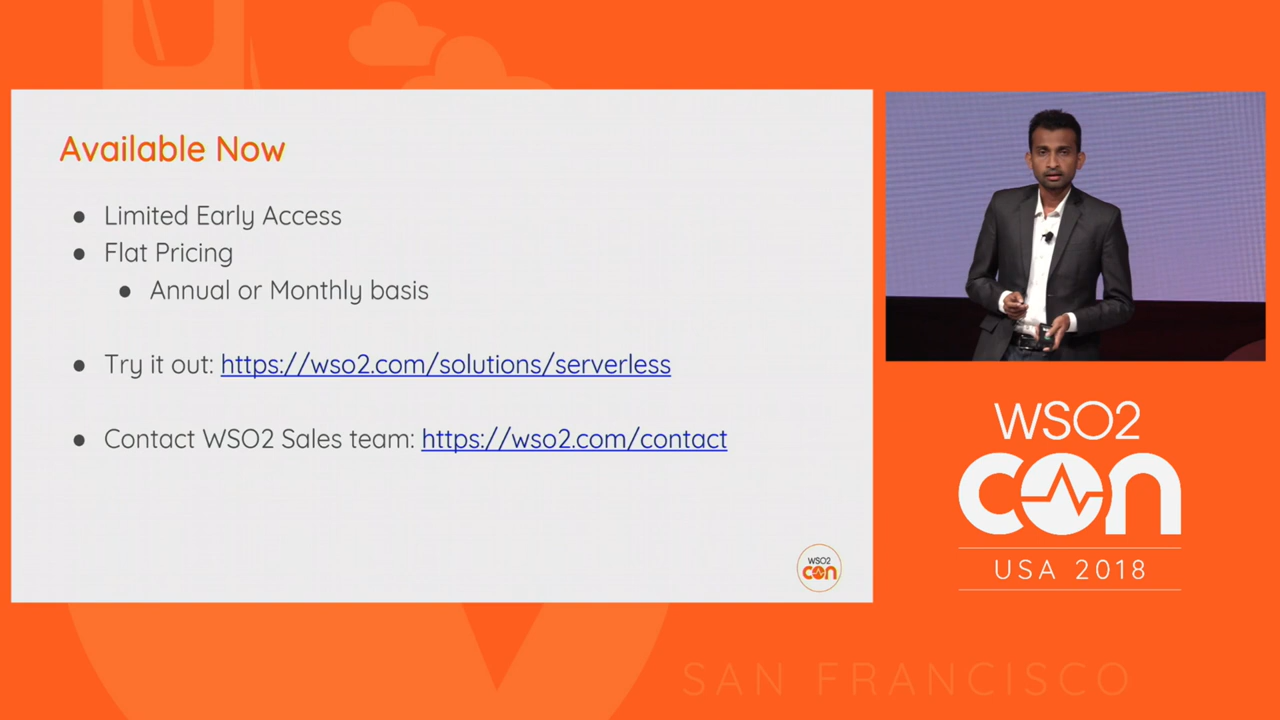 Available Now
● Limited Early Access
● Flat Pricing
● Annual or Monthly basis
● Try it out: https://wso2.com/solutions/serverless
● Contact WSO2 Sales team: https://wso2.com/contact
WSO2
con
WSO2
con
USA 2018
SAN FRANCISCO